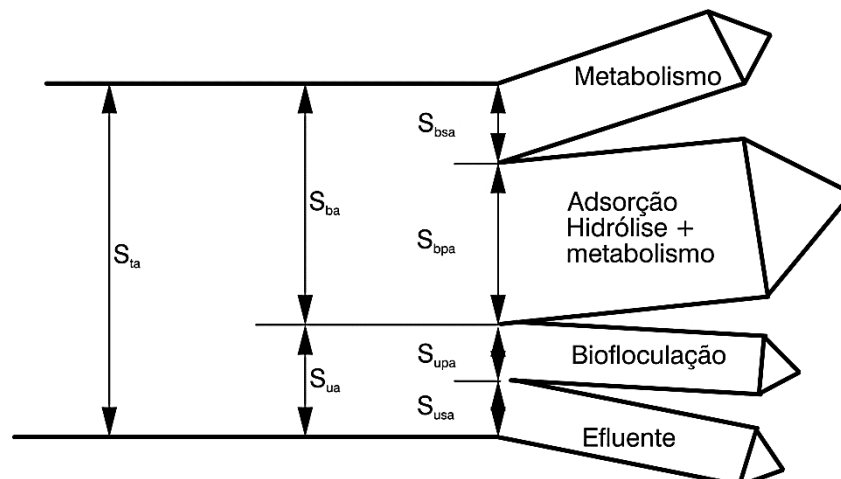 Metabolismo
S_bsa
Adsorção
Hidrólise +
metabolismo
S_ba
S_bpa
S_ta
S_upa
Biofloculação
S_ua
S_usa
Efluente